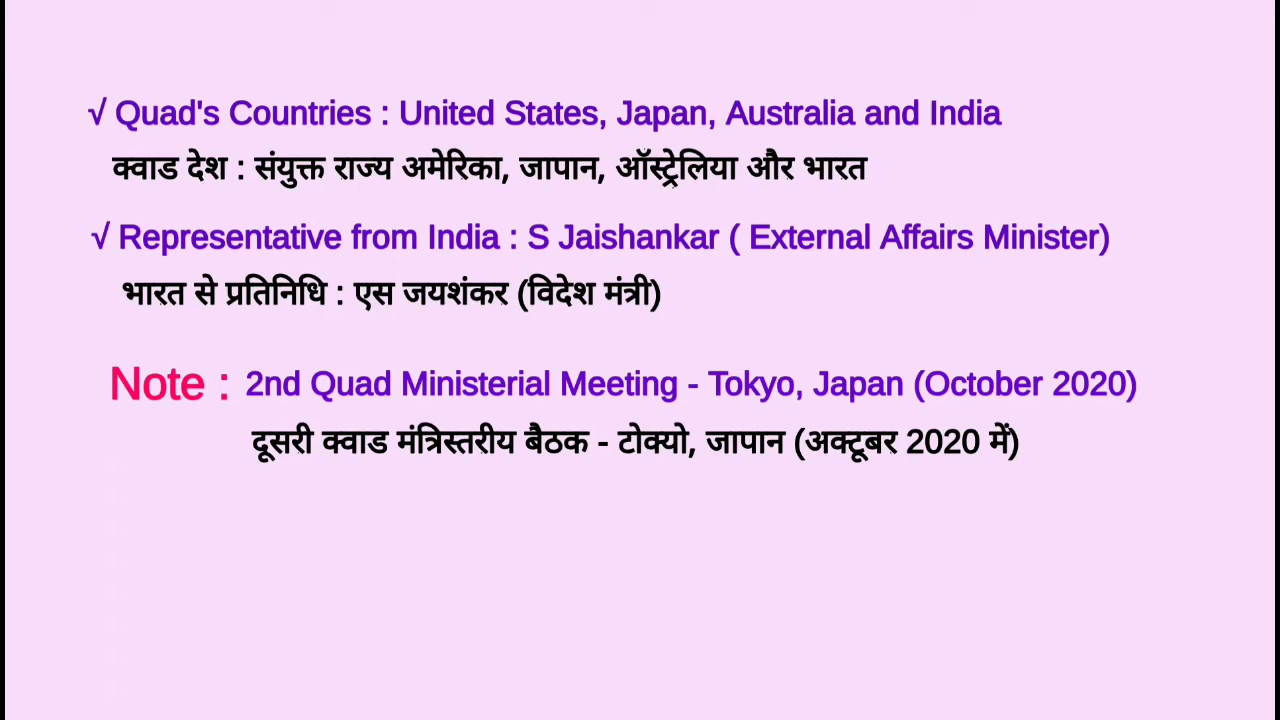 √ Quad's Countries : United States, Japan, Australia and India
क्वाड देश : संयुक्त राज्य अमेरिका, जापान, ऑस्ट्रेलिया और भारत
√ Representative from India : S Jaishankar ( External Affairs Minister)
भारत से प्रतिनिधि : एस जयशंकर (विदेश मंत्री)
Note : 2nd Quad Ministerial Meeting - Tokyo, Japan (October 2020)
दूसरी क्वाड मंत्रिस्तरीय बैठक - टोक्यो, जापान (अक्टूबर 2020 में)